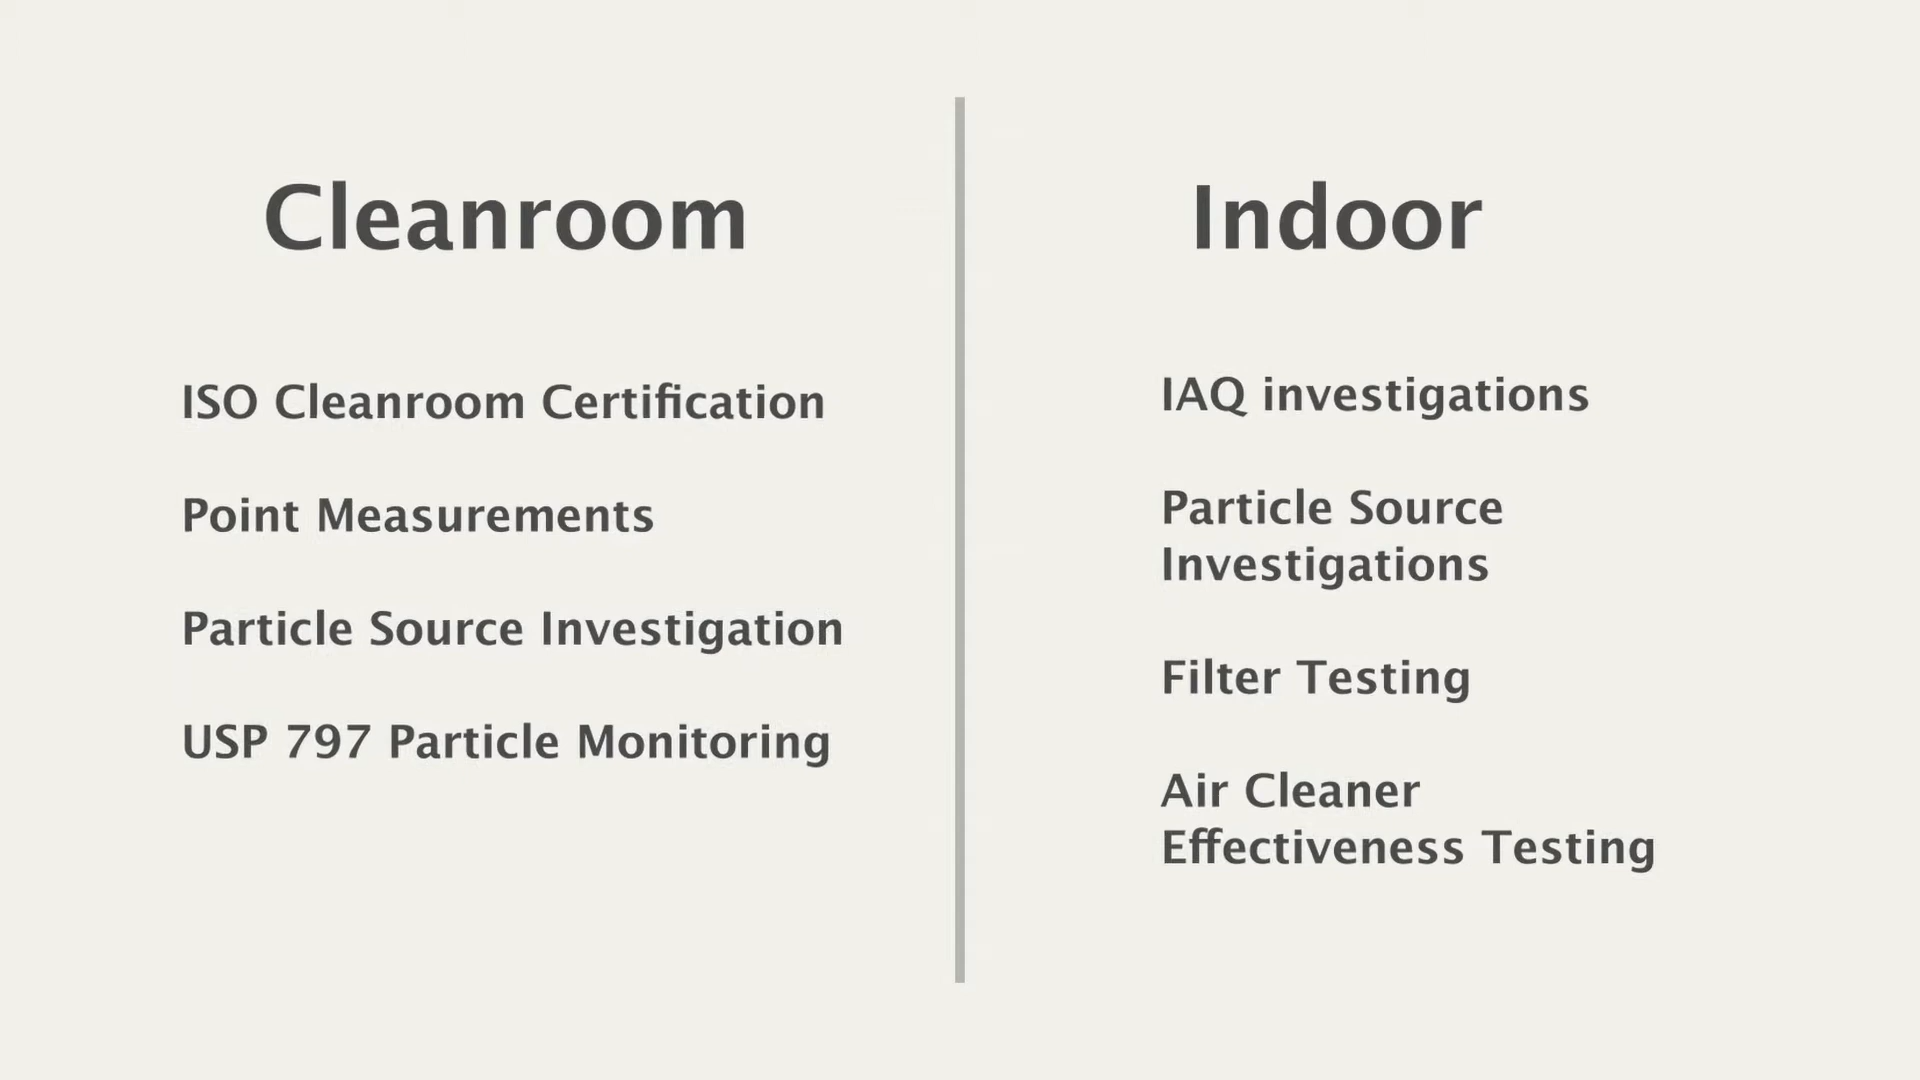 Cleanroom
ISO Cleanroom Certification
Point Measurements
Particle Source Investigation
USP 797 Particle Monitoring
Indoor
IAQ investigations
Particle Source
Investigations
Filter Testing
Air Cleaner
Effectiveness Testing